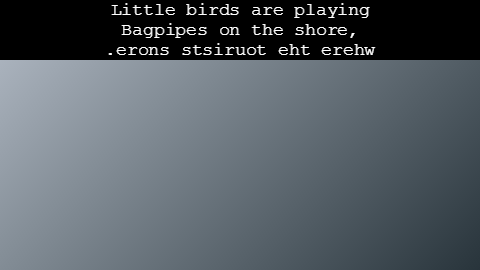 Little birds are playing
Bagpipes on the shore,
.erons stsiruot eht erehw